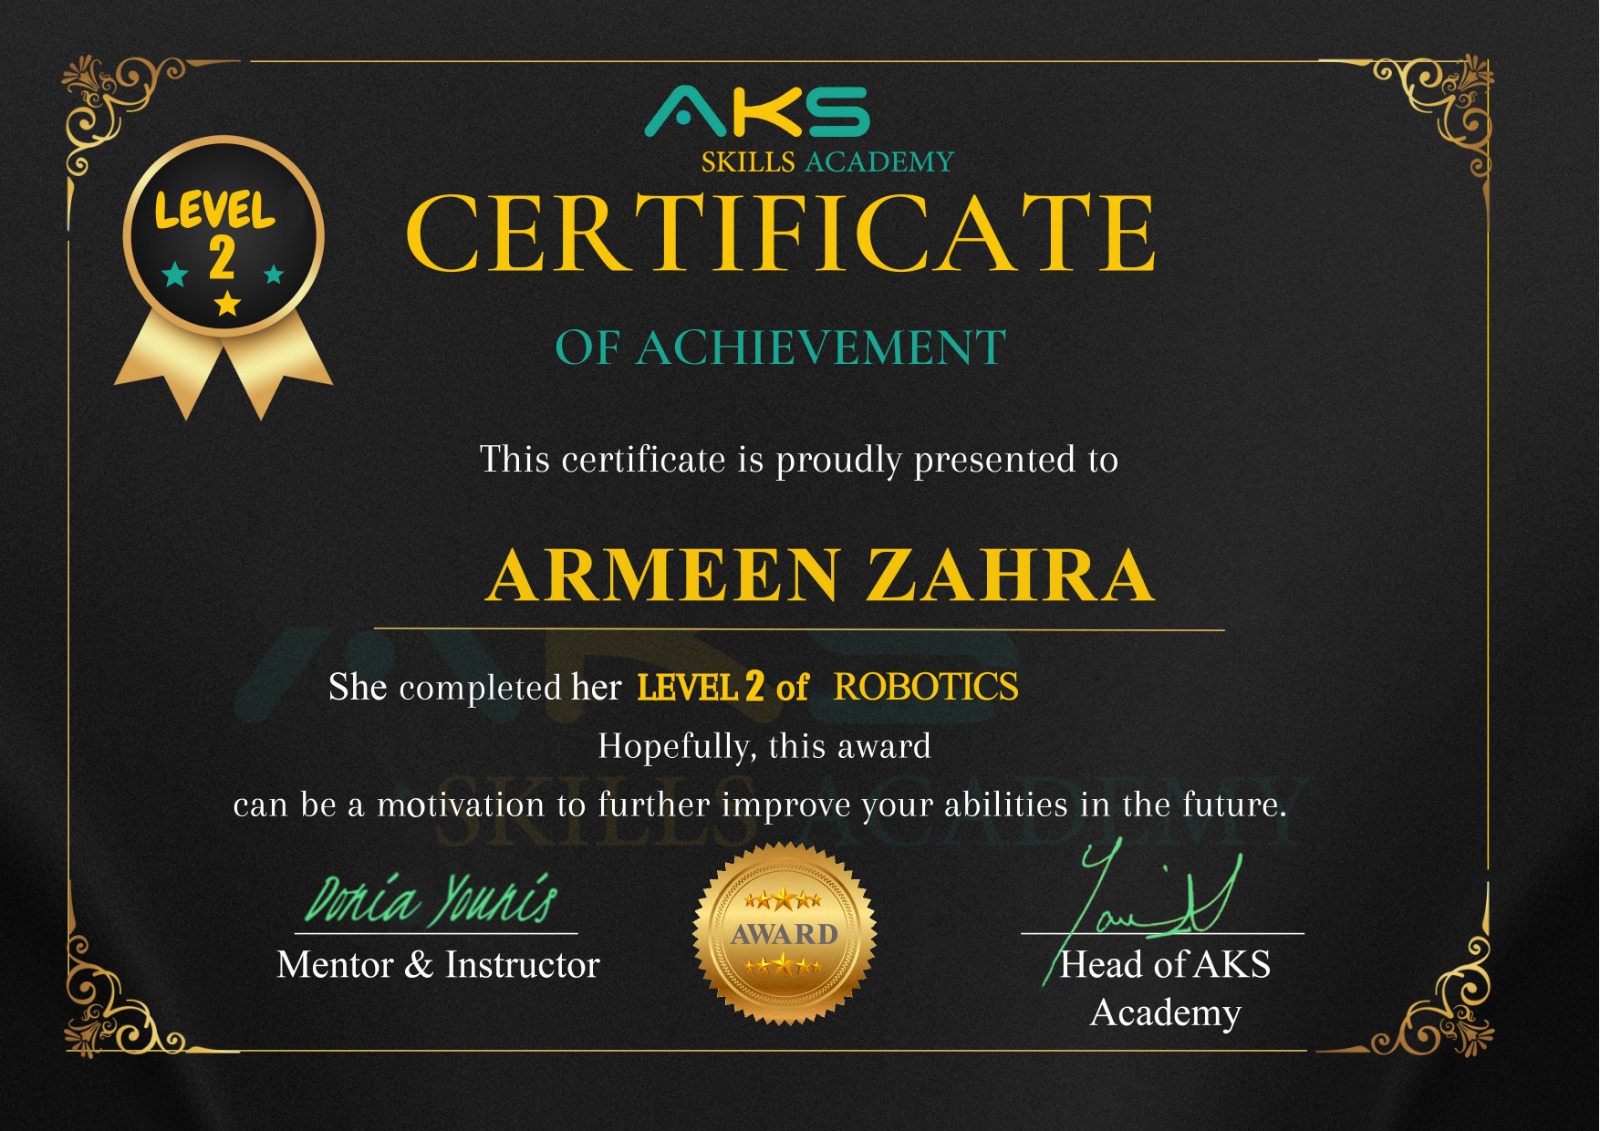 AKS
SKILLS ACADEMY
LEVEL
2
CERTIFICATE
OF ACHIEVEMENT
This certificate is proudly presented to
ARMEEN ZAHRA
She completed her LEVEL 2 of ROBOTICS
Hopefully, this award
can be a motivation to further improve your abilities in the future.
AKS
SKILLS ACADEMY
Donia Younis
Mentor & Instructor
AWARD
Head of AKS
Academy